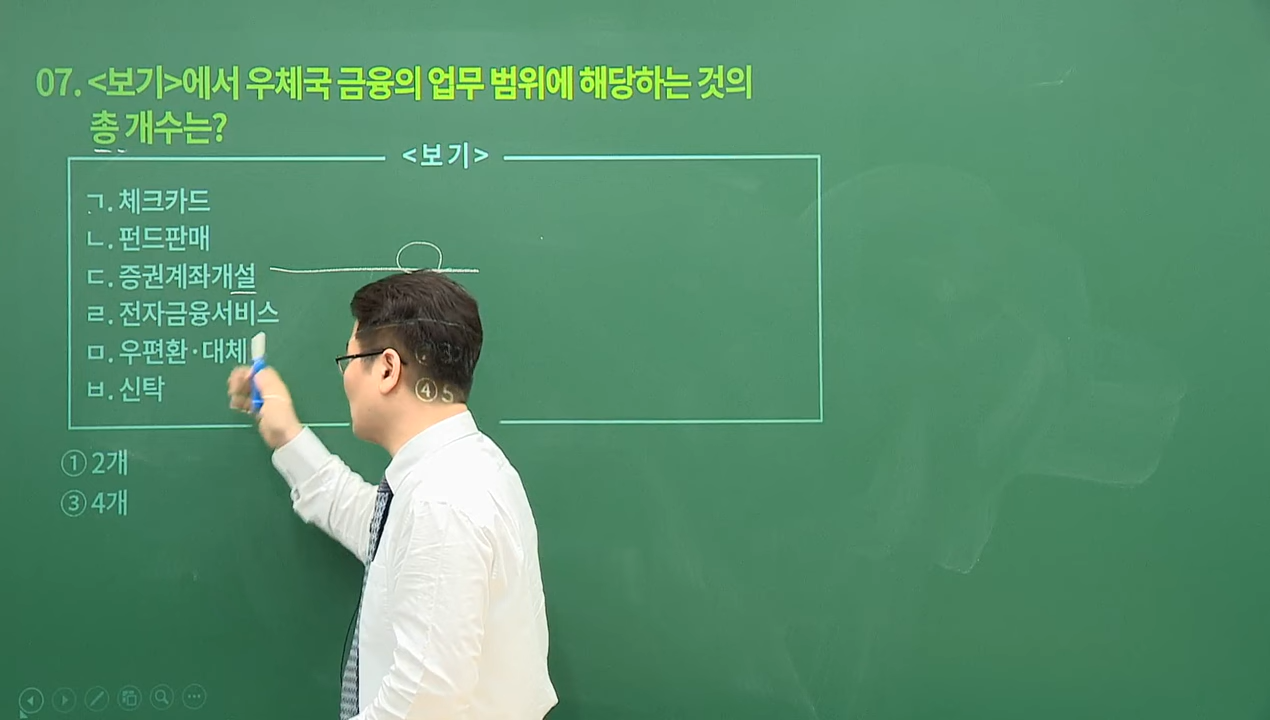 07. <보기>에서 우체국 금융의 업무 범위에 해당하는 것의
총 개수는?
<보기>
ㄱ. 체크카드
ㄴ. 펀드판매
ㄷ. 증권계좌개설
ㄹ. 전자금융서비스
ㅁ. 우편환·대체
ㅂ. 신탁
① 2개
③ 4개
④ 5